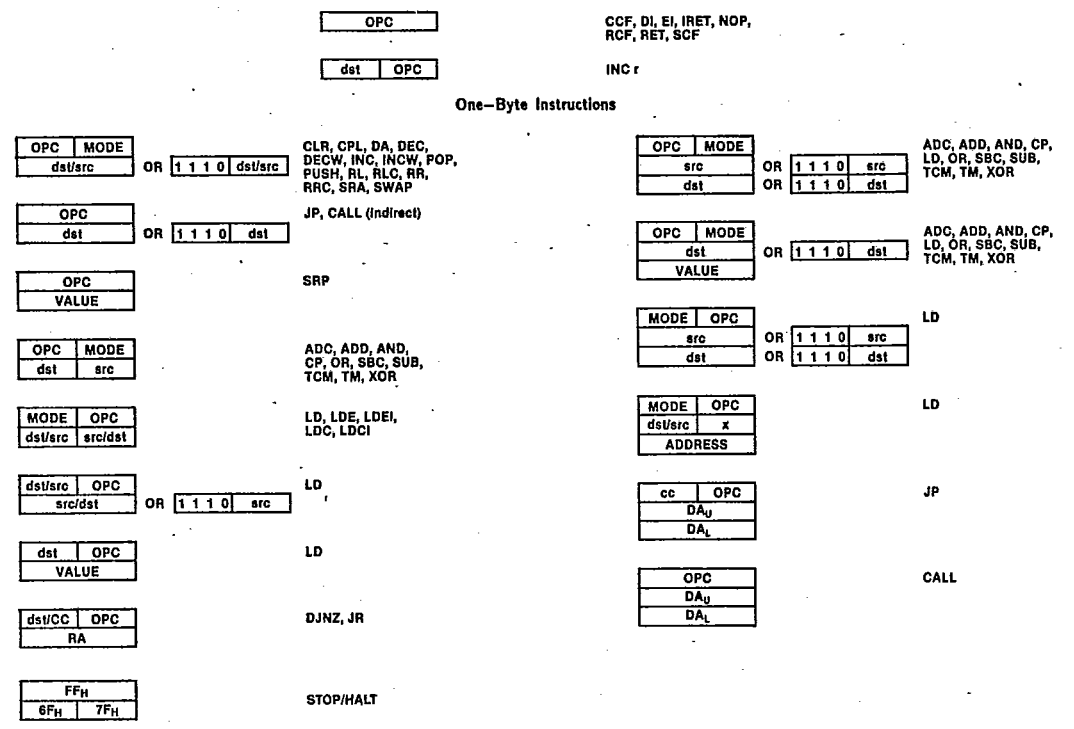 OPC
CCF, DI, EI, IRET, NOP,
RCF, RET, SCF
dst OPC
INC r
One–Byte Instructions
OPC MODE
dst/src OR 1 1 1 0 dst/src
CLR, CPL, DA, DEC,
DECW, INC, INCW, POP,
PUSH, RL, RLC, RR,
RRC, SRA, SWAP
OPC
dst OR 1 1 1 0 dst
JP, CALL (Indirect)
OPC
VALUE
SRP
OPC MODE
dst src
ADC, ADD, AND,
CP, OR, SBC, SUB,
TCM, TM, XOR
MODE OPC
dst/src src/dst
LD, LDE, LDEI,
LDC, LDCI
dst/src OPC
src/dst OR 1 1 1 0 src
LD
dst OPC
VALUE
LD
dst/CC OPC
RA
DJNZ, JR
FFH
6FH 7FH
STOP/HALT
OPC MODE
src OR 1 1 1 0 src
dst OR 1 1 1 0 dst
ADC, ADD, AND, CP,
LD, OR, SBC, SUB,
TCM, TM, XOR
OPC MODE
dst OR 1 1 1 0 dst
VALUE
ADC, ADD, AND, CP,
LD, OR, SBC, SUB,
TCM, TM, XOR
MODE OPC
src OR 1 1 1 0 src
dst OR 1 1 1 0 dst
LD
MODE OPC
dst/src x
ADDRESS
LD
cc OPC
DAU
DAL
JP
OPC
DAU
DAL
CALL